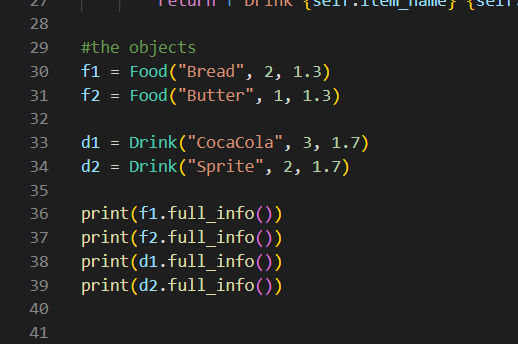 27 return f"Drink {self.item_name} {self.
28
29 #the objects
30 f1 = Food("Bread", 2, 1.3)
31 f2 = Food("Butter", 1, 1.3)
32
33 d1 = Drink("CocaCola", 3, 1.7)
34 d2 = Drink("Sprite", 2, 1.7)
35
36 print(f1.full_info())
37 print(f2.full_info())
38 print(d1.full_info())
39 print(d2.full_info())
40
41